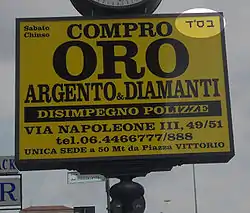 Sabato
Chiuso
COMPRO
בס"ד
ORO
ARGENTO & DIAMANTI
DISIMPEGNO POLIZZE
VIA NAPOLEONE III, 49/51
tel.06.4466777/888
UNICA SEDE a 50 Mt da Piazza VITTORIO
ACK
R